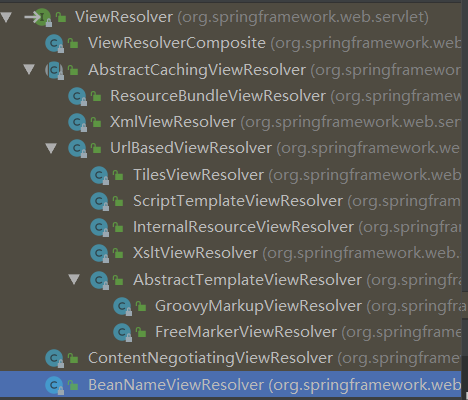 ViewResolver (org.springframework.web.servlet)
ViewResolverComposite (org.springframework.web
AbstractCachingViewResolver (org.springframewor
ResourceBundleViewResolver (org.springframew
XmlViewResolver (org.springframework.web.ser
UrlBasedViewResolver (org.springframework.we
TilesViewResolver (org.springframework.web
ScriptTemplateViewResolver (org.springfram
InternalResourceViewResolver (org.springfra
XsltViewResolver (org.springframework.web.
AbstractTemplateViewResolver (org.springfr
GroovyMarkupViewResolver (org.springfra
FreeMarkerViewResolver (org.springframe
ContentNegotiatingViewResolver (org.springframew
BeanNameViewResolver (org.springframework.web.